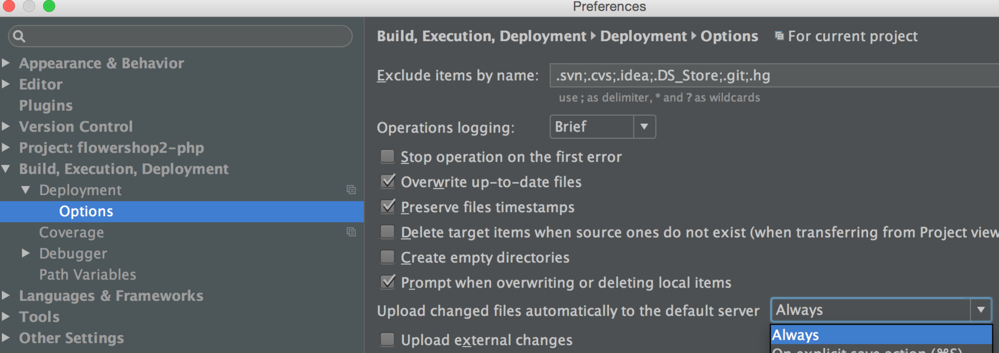 Preferences
Appearance & Behavior
Editor
Plugins
Version Control
Project: flowershop2-php
Build, Execution, Deployment
Deployment
Options
Coverage
Debugger
Path Variables
Languages & Frameworks
Tools
Other Settings
Build, Execution, Deployment Deployment Options For current project
Exclude items by name: .svn;.cvs;.idea;.DS_Store;.git;.hg
use ; as delimiter, * and ? as wildcards
Operations logging: Brief
Stop operation on the first error
Overwrite up-to-date files
Preserve files timestamps
Delete target items when source ones do not exist (when transferring from Project view
Create empty directories
Prompt when overwriting or deleting local items
Upload changed files automatically to the default server Always
Always
On explicit save action (⌘S)
Upload external changes